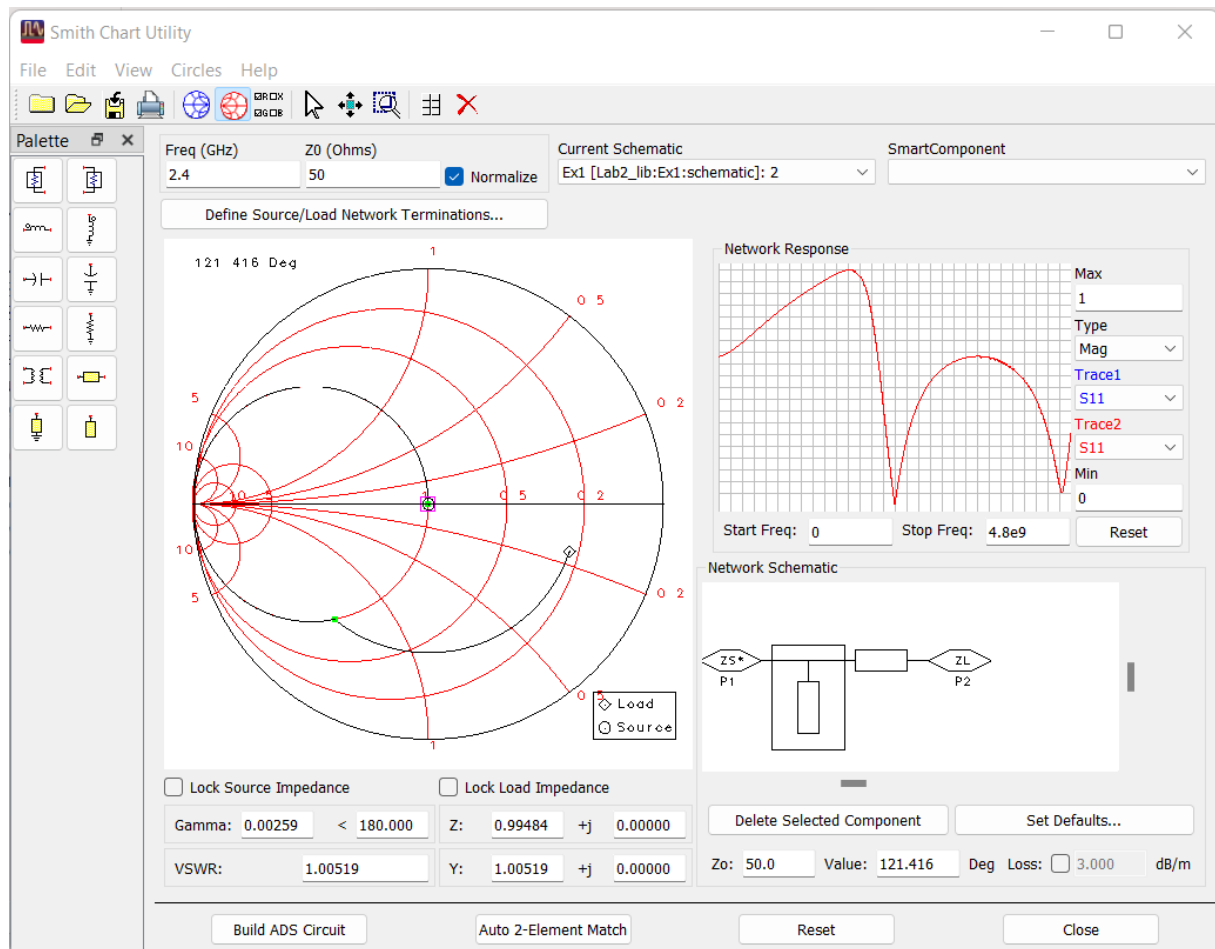 Smith Chart Utility
File Edit View Circles Help
Palette
Freq (GHz) Z0 (Ohms) Current Schematic SmartComponent
2.4 50 Normalize Ex1 [Lab2_lib:Ex1:schematic]: 2
Define Source/Load Network Terminations...
121 416 Deg
1
0 5
0 2
5
10
10 5 1 0 5 0 2
10
5
0 2
0 5
1
Load
Source
Network Response
Max
1
Type
Mag
Trace1
S11
Trace2
S11
Min
0
Start Freq: 0 Stop Freq: 4.8e9 Reset
Network Schematic
ZS* ZL
P1 P2
Lock Source Impedance Lock Load Impedance
Gamma: 0.00259 < 180.000 Z: 0.99484 +j 0.00000
VSWR: 1.00519 Y: 1.00519 +j 0.00000
Delete Selected Component Set Defaults...
Zo: 50.0 Value: 121.416 Deg Loss: 3.000 dB/m
Build ADS Circuit Auto 2-Element Match Reset Close